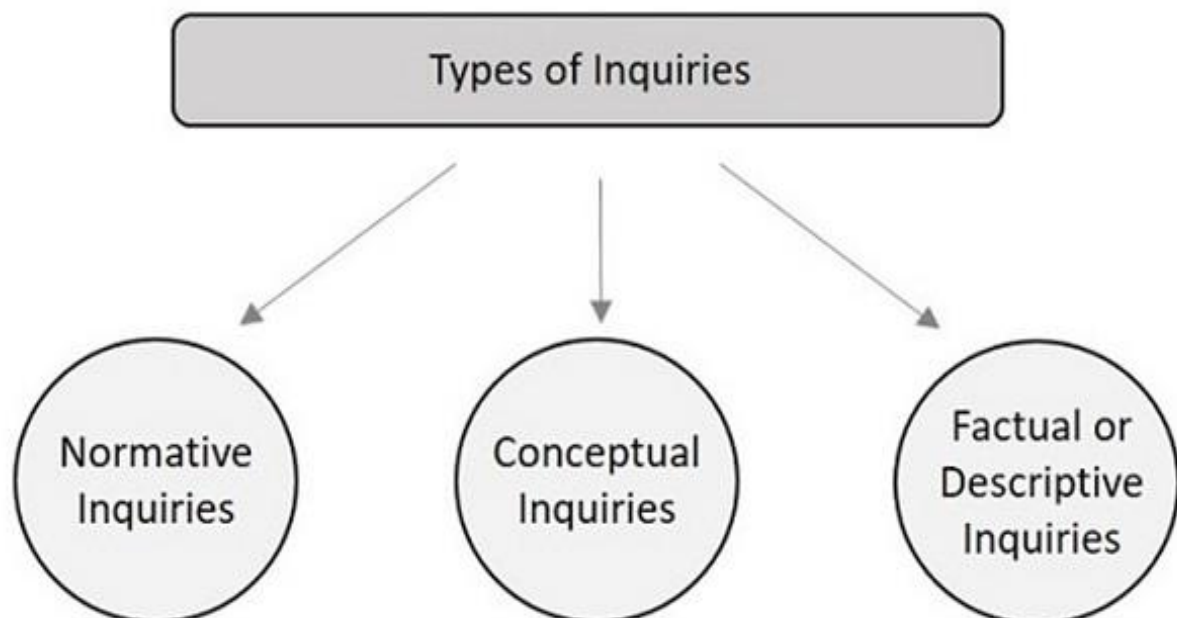 Types of Inquiries
Normative
Inquiries
Conceptual
Inquiries
Factual or
Descriptive
Inquiries